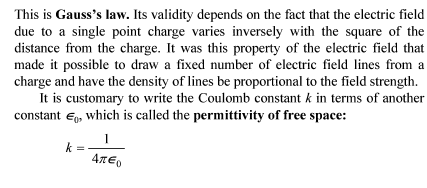 This is Gauss's law. Its validity depends on the fact that the electric field
due to a single point charge varies inversely with the square of the
distance from the charge. It was this property of the electric field that
made it possible to draw a fixed number of electric field lines from a
charge and have the density of lines be proportional to the field strength.
It is customary to write the Coulomb constant k in terms of another
constant ϵ₀, which is called the permittivity of free space:
k = 1 / 4πϵ₀